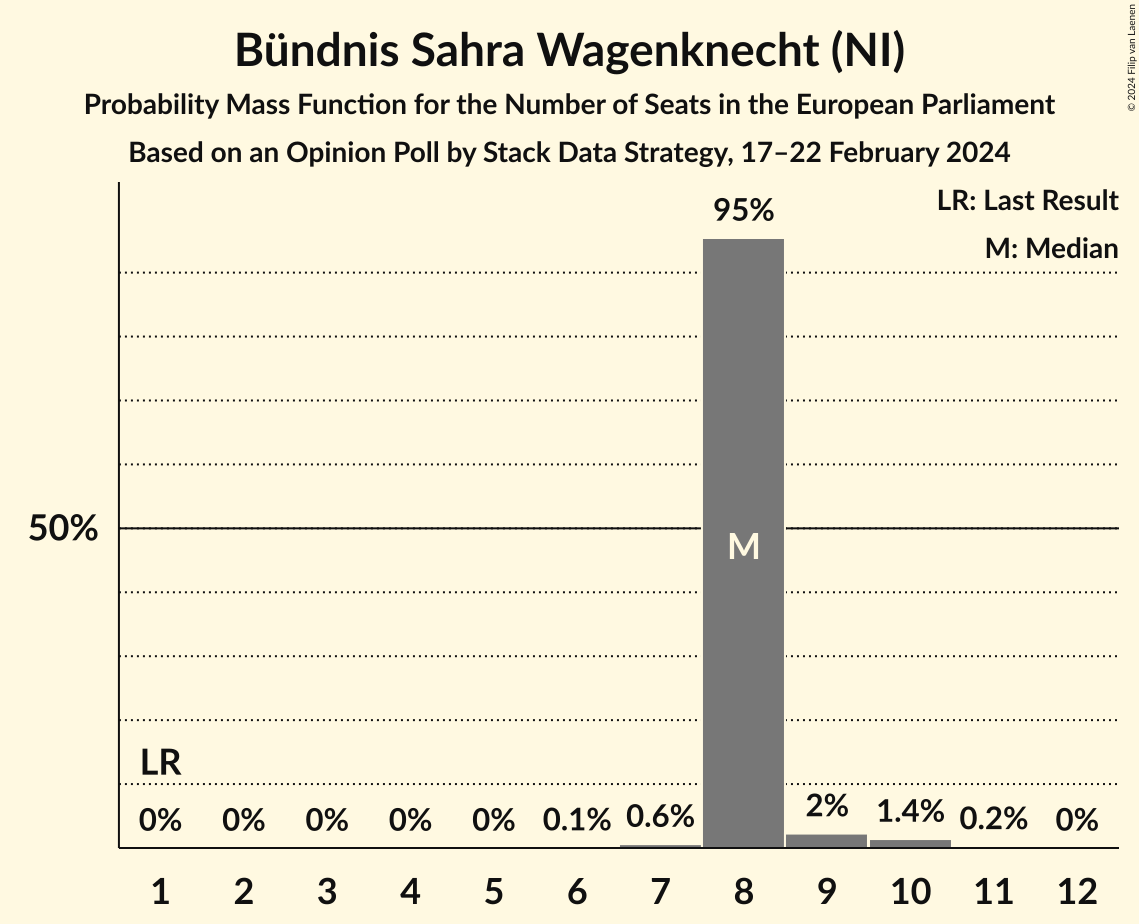 Bündnis Sahra Wagenknecht (NI)
Probability Mass Function for the Number of Seats in the European Parliament
Based on an Opinion Poll by Stack Data Strategy, 17–22 February 2024
© 2024 Filip van Laenen
LR: Last Result
M: Median
95%
50%
M
LR
0% 0% 0% 0% 0% 0.1% 0.6% 2% 1.4% 0.2% 0%
1 2 3 4 5 6 7 8 9 10 11 12